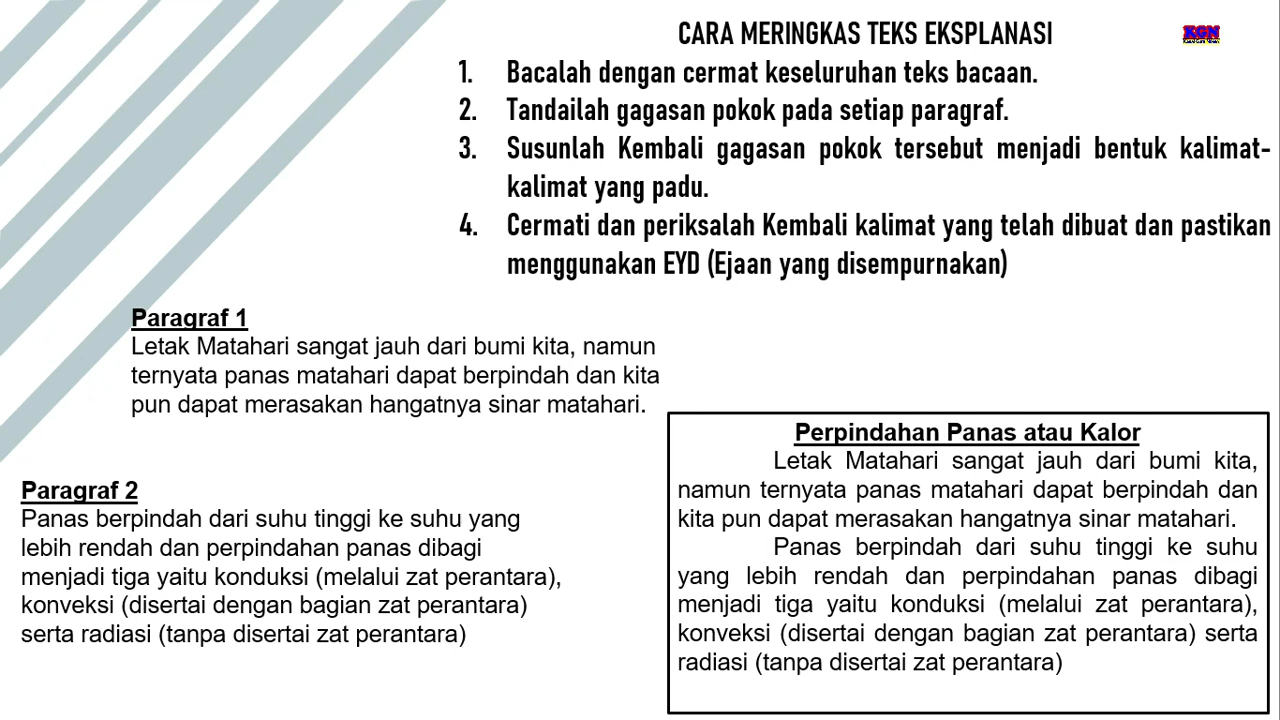 CARA MERINGKAS TEKS EKSPLANASI
KGN
1. Bacalah dengan cermat keseluruhan teks bacaan.
2. Tandailah gagasan pokok pada setiap paragraf.
3. Susunlah Kembali gagasan pokok tersebut menjadi bentuk kalimat-
kalimat yang padu.
4. Cermati dan periksalah Kembali kalimat yang telah dibuat dan pastikan
menggunakan EYD (Ejaan yang disempurnakan)
Paragraf 1
Letak Matahari sangat jauh dari bumi kita, namun
ternyata panas matahari dapat berpindah dan kita
pun dapat merasakan hangatnya sinar matahari.
Paragraf 2
Panas berpindah dari suhu tinggi ke suhu yang
lebih rendah dan perpindahan panas dibagi
menjadi tiga yaitu konduksi (melalui zat perantara),
konveksi (disertai dengan bagian zat perantara)
serta radiasi (tanpa disertai zat perantara)
Perpindahan Panas atau Kalor
Letak Matahari sangat jauh dari bumi kita,
namun ternyata panas matahari dapat berpindah dan
kita pun dapat merasakan hangatnya sinar matahari.
Panas berpindah dari suhu tinggi ke suhu
yang lebih rendah dan perpindahan panas dibagi
menjadi tiga yaitu konduksi (melalui zat perantara),
konveksi (disertai dengan bagian zat perantara) serta
radiasi (tanpa disertai zat perantara)